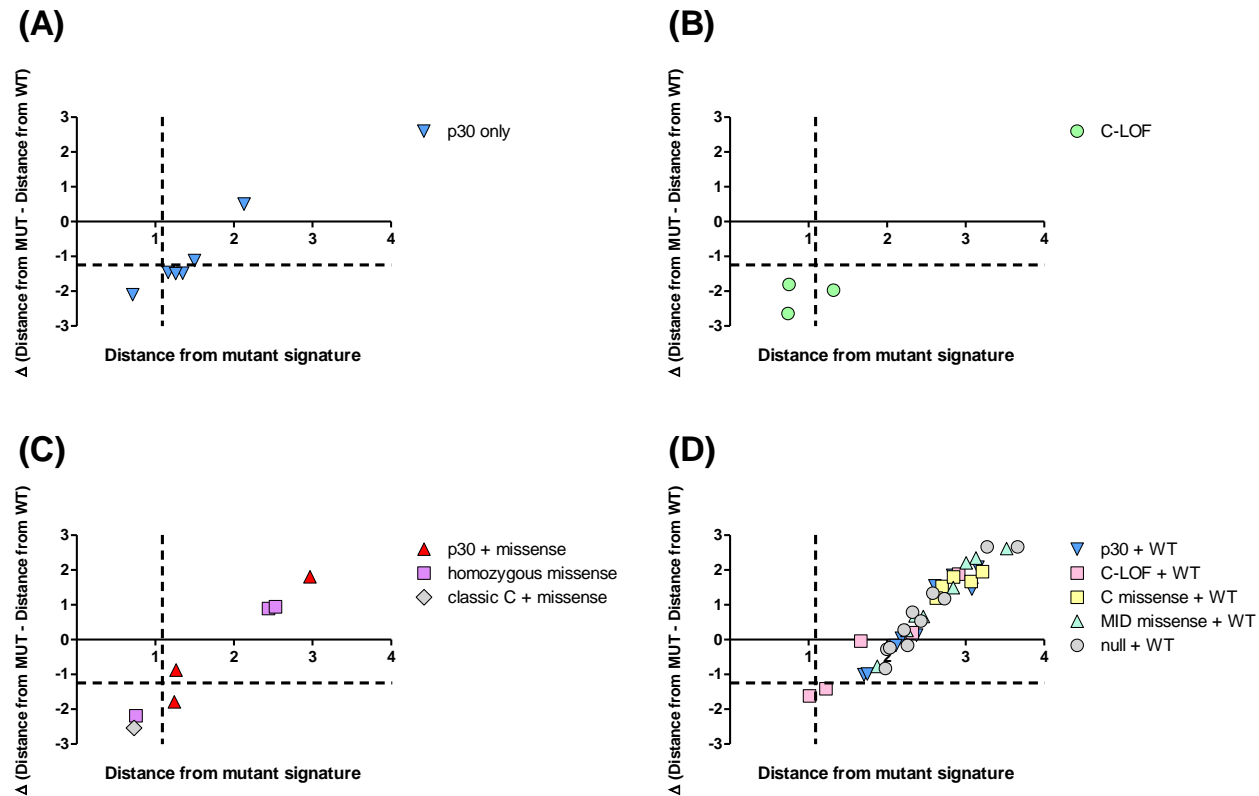 (A)
Δ (Distance from MUT - Distance from WT)
3
2
1
0
-1
-2
-3
1
2
3
4
Distance from mutant signature
p30 only
(B)
Δ (Distance from MUT - Distance from WT)
3
2
1
0
-1
-2
-3
1
2
3
4
Distance from mutant signature
C-LOF
(C)
Δ (Distance from MUT - Distance from WT)
3
2
1
0
-1
-2
-3
1
2
3
4
Distance from mutant signature
p30 + missense
homozygous missense
classic C + missense
(D)
Δ (Distance from MUT - Distance from WT)
3
2
1
0
-1
-2
-3
1
2
3
4
Distance from mutant signature
p30 + WT
C-LOF + WT
C missense + WT
MID missense + WT
null + WT